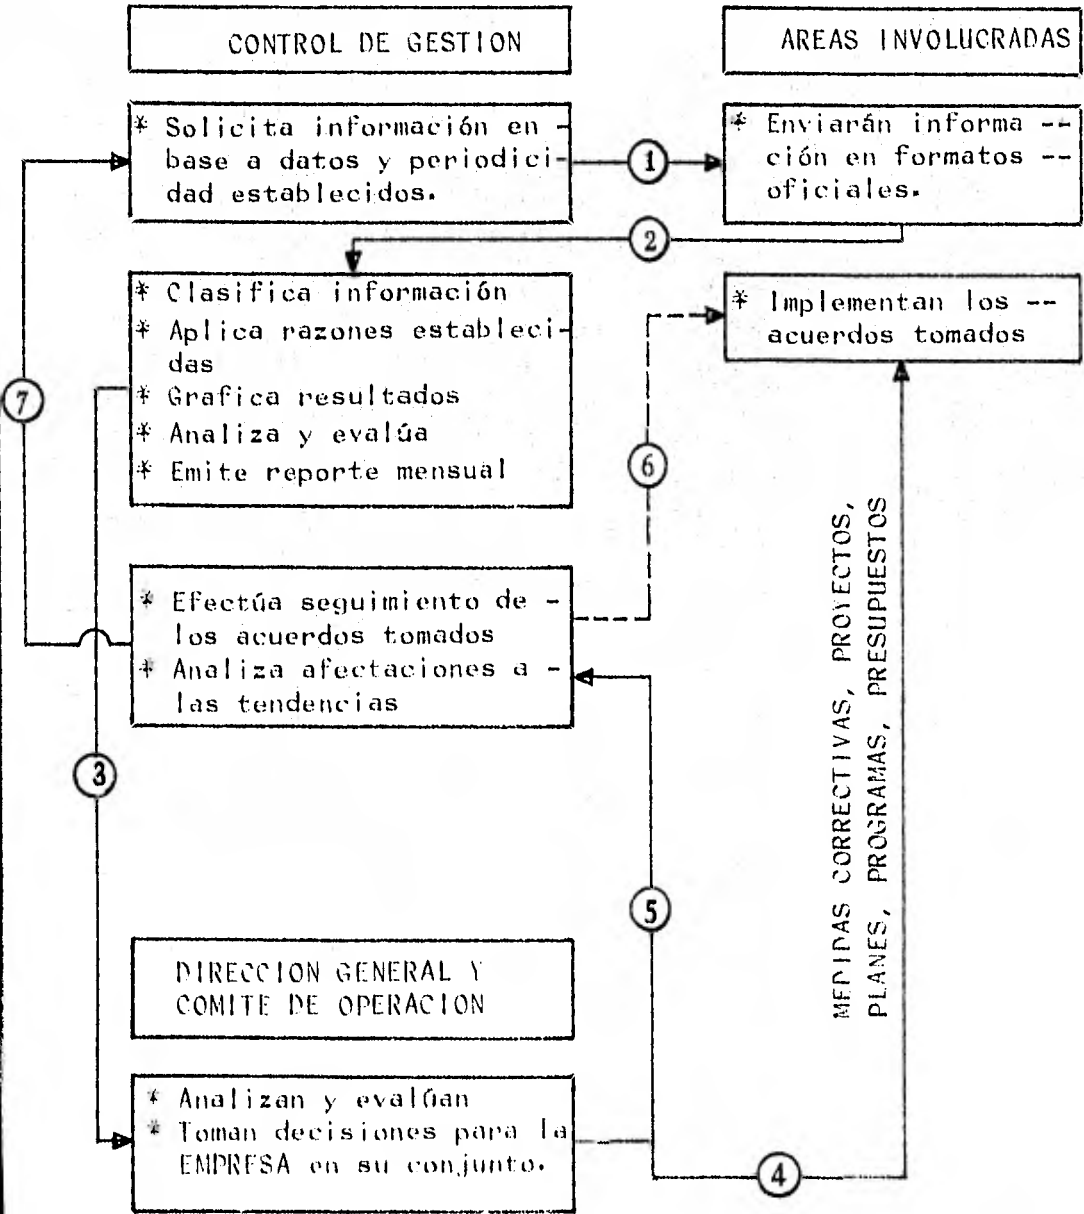 CONTROL DE GESTION
AREAS INVOLUCRADAS
* Solicita información en -
base a datos y periodici-
dad establecidos.
1
* Enviarán informa --
ción en formatos --
oficiales.
2
* Clasifica información
* Aplica razones estableci-
das
* Grafica resultados
* Analiza y evalúa
* Emite reporte mensual
* Implementan los --
acuerdos tomados
7
6
* Efectúa seguimiento de -
los acuerdos tomados
* Analiza afectaciones a -
las tendencias
3
5
MEDIDAS CORRECTIVAS, PROYECTOS,
PLANES, PROGRAMAS, PRESUPUESTOS
DIRECCION GENERAL Y
COMITE DE OPERACION
* Analizan y evalúan
* Toman decisiones para la
EMPRESA en su conjunto.
4